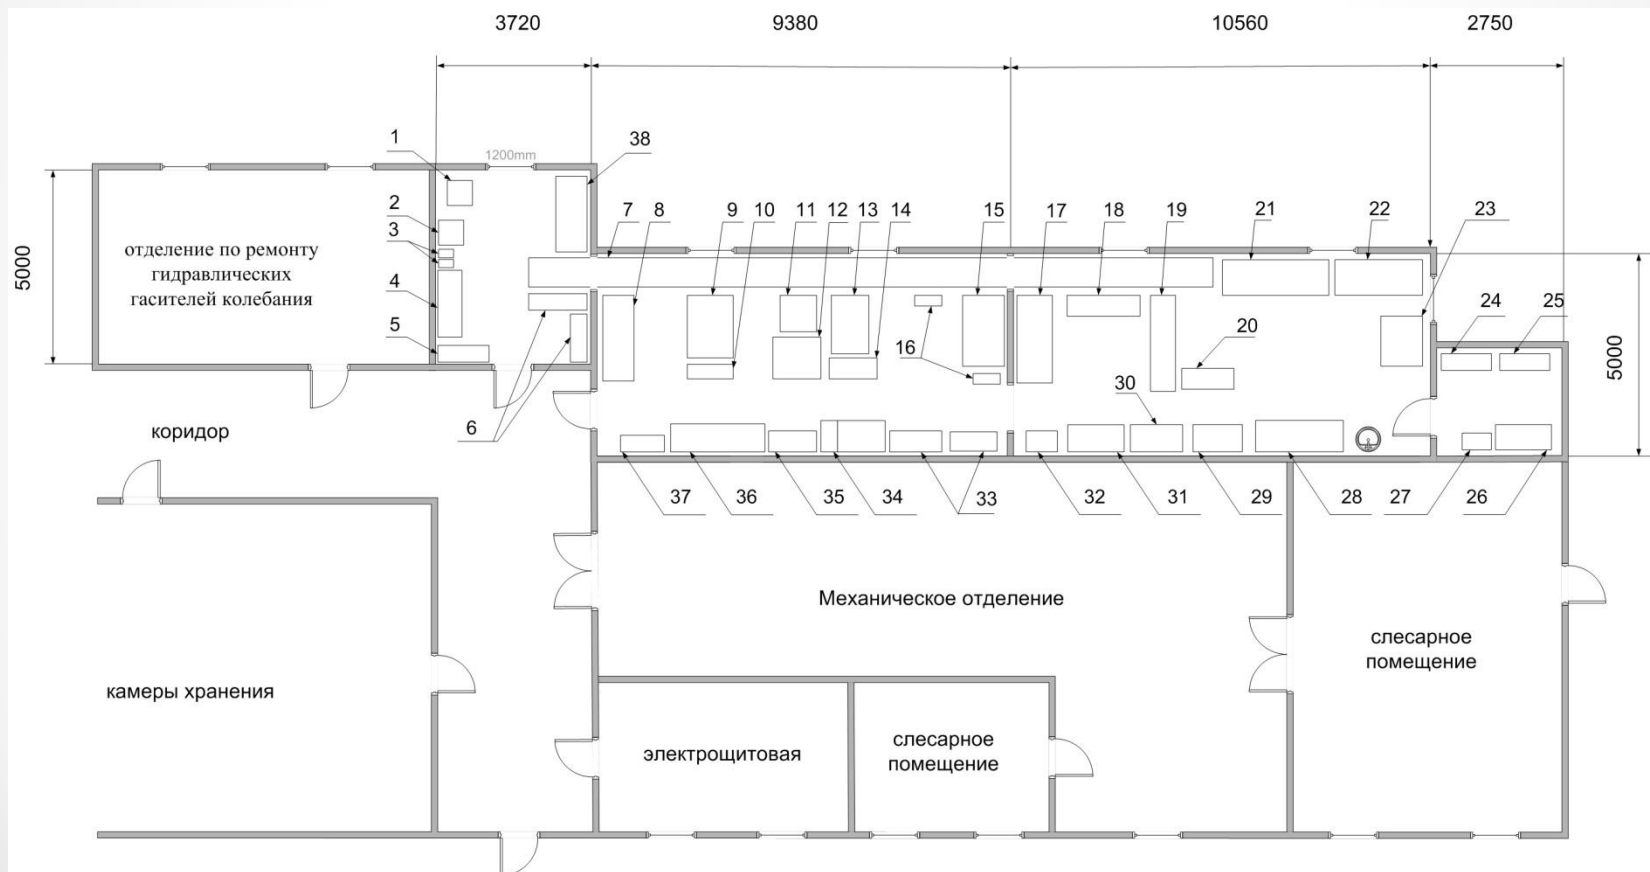 3720 9380 10560 2750
1 1200mm 38
2 7 8 9 10 11 12 13 14 15 17 18 19 21 22 23
3
отделение по ремонту
гидравлических
гасителей колебания
5000
4
5
16
20
24 25
5000
30
6
коридор
37 36 35 34 33 32 31 29 28 27 26
Механическое отделение
слесарное
помещение
камеры хранения
электрощитовая
слесарное
помещение